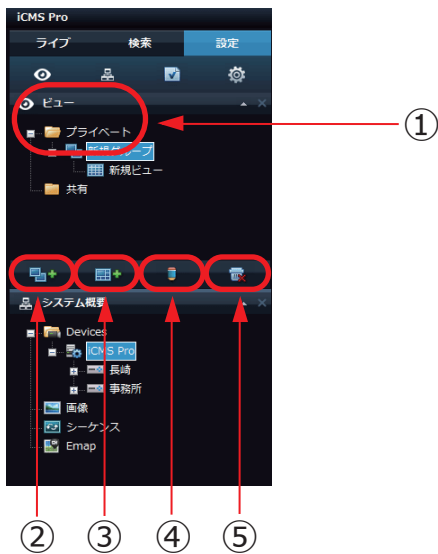 iCMS Pro
ライブ 検索 設定
ビュー
①
プライベート
新規グループ
新規ビュー
共有
システム概要
Devices
iCMS Pro
長崎
事務所
画像
シーケンス
Emap
② ③ ④ ⑤